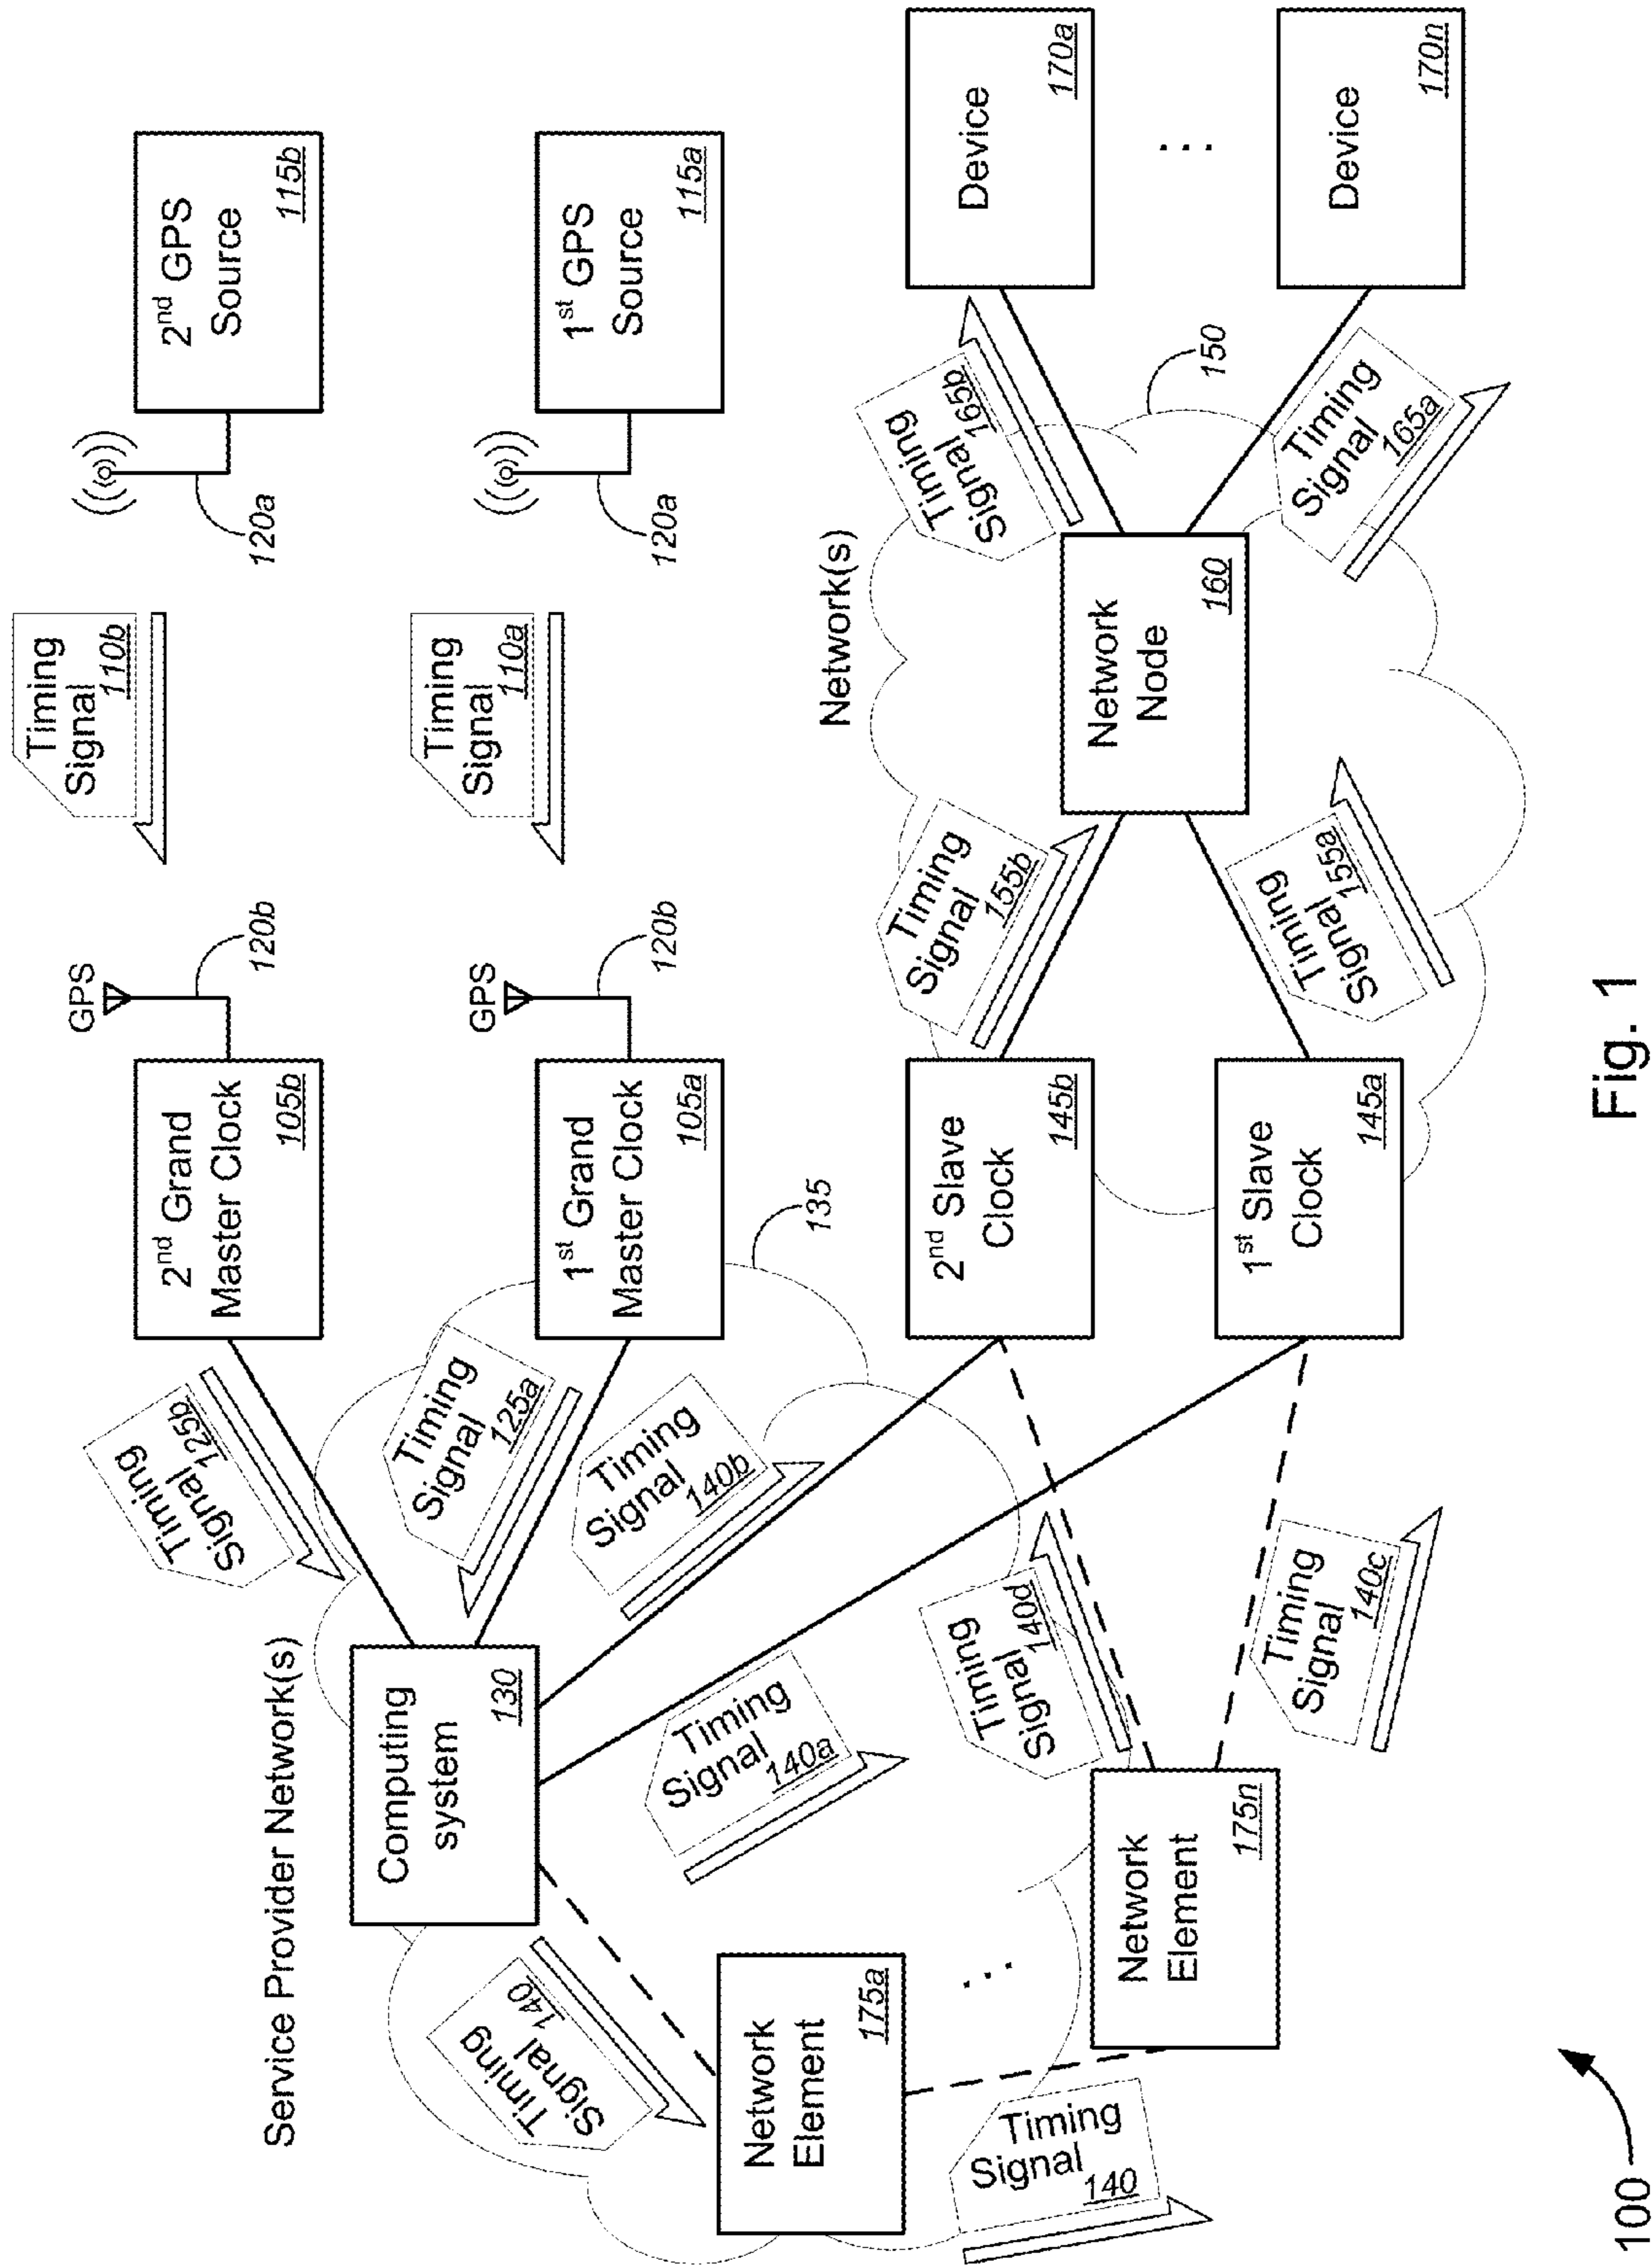 Service Provider Network(s)
Timing
Signal
125b
GPS
120b
Timing
Signal
110b
120a
2nd GPS
Source
115b
2nd Grand
Master Clock
105b
Computing
system
130
Timing
Signal
125a
GPS
120b
Timing
Signal
110a
120a
1st GPS
Source
115a
1st Grand
Master Clock
105a
Timing
Signal
140
Timing
Signal
140b
135
Timing
Signal
140a
Network
Element
175a
...
Network(s)
2nd Slave
Clock
145b
Timing
Signal
155b
Timing
Signal
165b
Device
170a
...
Timing
Signal
140d
Network
Node
160
150
Timing
Signal
140
Network
Element
175n
Timing
Signal
140c
1st Slave
Clock
145a
Timing
Signal
155a
Timing
Signal
165a
Device
170n
100
Fig. 1